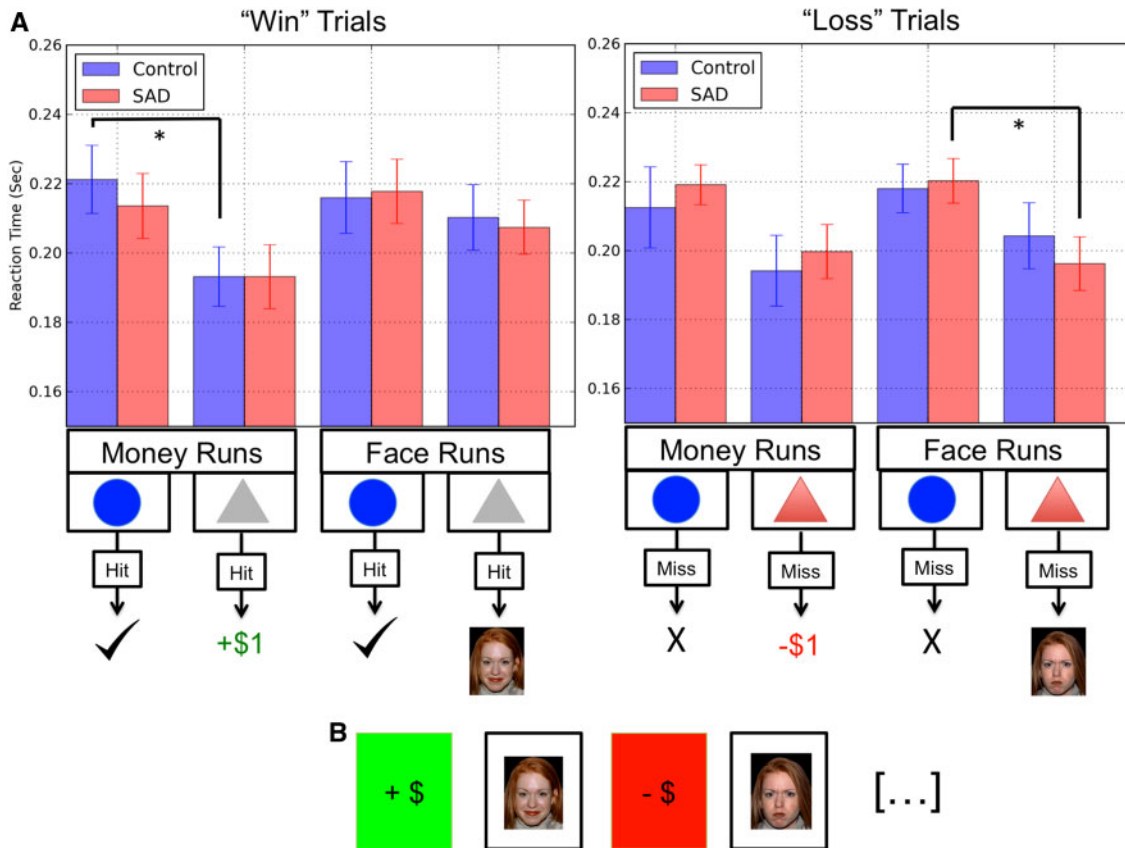 A
“Win” Trials
“Loss” Trials
Reaction Time (Sec)
0.26
0.24
0.22
0.20
0.18
0.16
Control
SAD
*
0.26
0.24
0.22
0.20
0.18
0.16
Control
SAD
*
Money Runs
Face Runs
Money Runs
Face Runs
Hit
Hit
Hit
Hit
Miss
Miss
Miss
Miss
+$1
X
-$1
X
B
+ $
- $
[...]